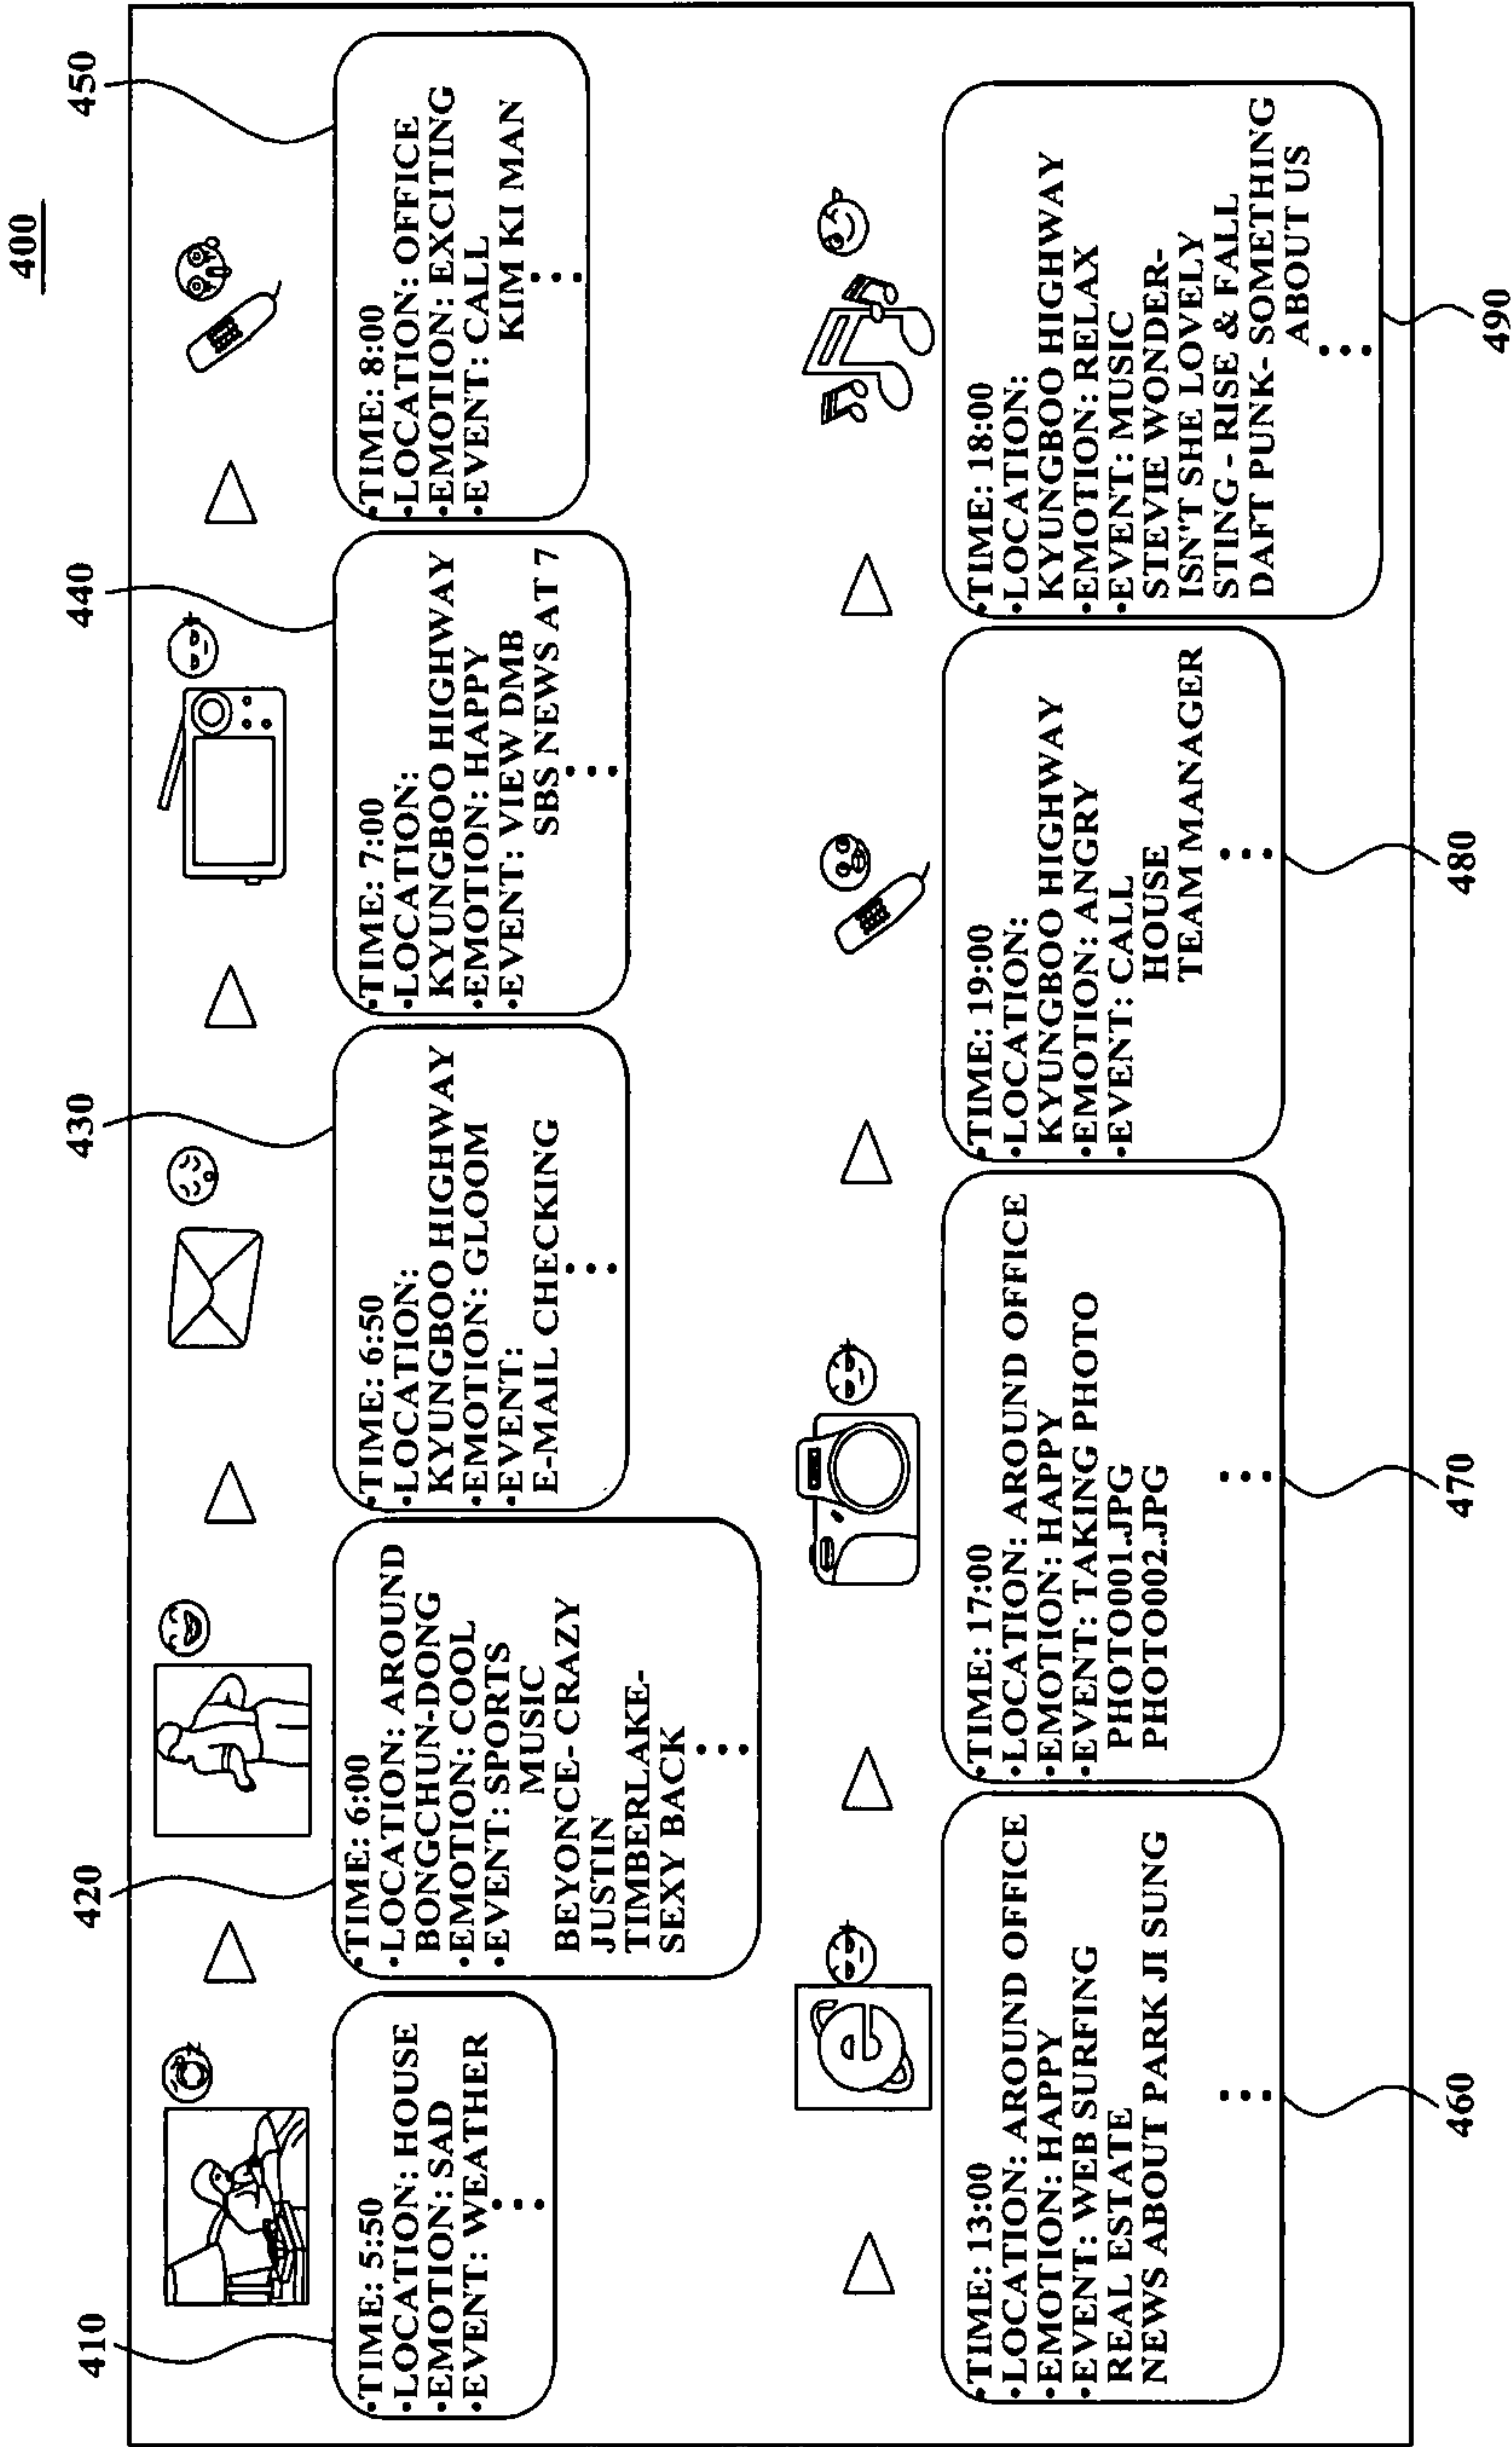 400
410
420
430
440
450
•TIME: 5:50
•LOCATION: HOUSE
•EMOTION: SAD
•EVENT: WEATHER
•TIME: 6:00
•LOCATION: AROUND
BONGCHUN-DONG
•EMOTION: COOL
•EVENT: SPORTS
MUSIC
BEYONCE- CRAZY
JUSTIN
TIMBERLAKE-
SEXY BACK
•TIME: 6:50
•LOCATION:
KYUNGBOO HIGHWAY
•EMOTION: GLOOM
•EVENT:
E-MAIL CHECKING
•TIME: 7:00
•LOCATION:
KYUNGBOO HIGHWAY
•EMOTION: HAPPY
•EVENT: VIEW DMB
SBS NEWS AT 7
•TIME: 8:00
•LOCATION: OFFICE
•EMOTION: EXCITING
•EVENT: CALL
KIM KI MAN
•TIME: 13:00
•LOCATION: AROUND OFFICE
•EMOTION: HAPPY
•EVENT: WEB SURFING
REAL ESTATE
NEWS ABOUT PARK JI SUNG
•TIME: 17:00
•LOCATION: AROUND OFFICE
•EMOTION: HAPPY
•EVENT: TAKING PHOTO
PHOTO001.JPG
PHOTO002.JPG
•TIME: 19:00
•LOCATION:
KYUNGBOO HIGHWAY
•EMOTION: ANGRY
•EVENT: CALL
HOUSE
TEAM MANAGER
•TIME: 18:00
•LOCATION:
KYUNGBOO HIGHWAY
•EMOTION: RELAX
•EVENT: MUSIC
STEVIE WONDER-
ISN'T SHE LOVELY
STING - RISE & FALL
DAFT PUNK- SOMETHING
ABOUT US
460
470
480
490